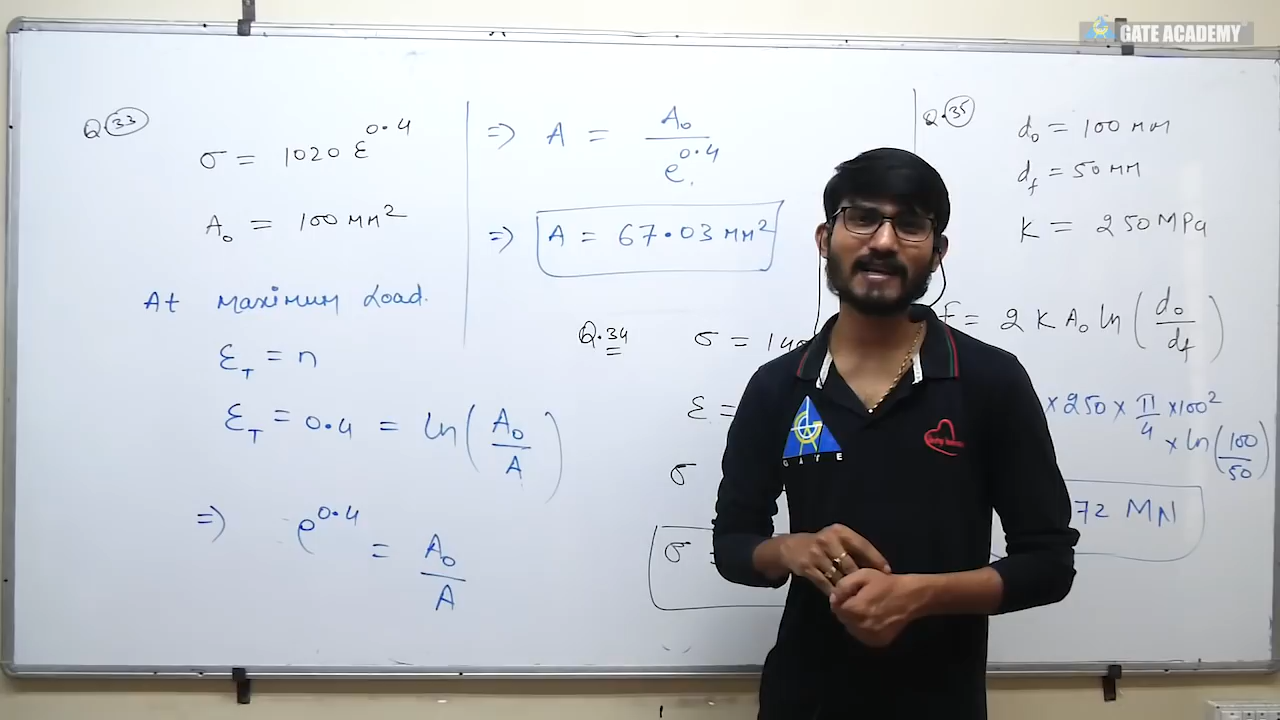 GATE ACADEMY
Q.33
σ = 1020 ε^0.4
A₀ = 100 MM²
At MAXIMUM Load.
ε_T = n
ε_T = 0.4 = ln(A₀/A)
⇒ e^0.4 = A₀/A
⇒ A = A₀/e^0.4
⇒ A = 67.03 MM²
Q.34
σ = 140
ε =
σ
σ =
Q.35
d₀ = 100 MM
d_f = 50 MM
K = 250 MPa
F = 2 K A₀ ln(d₀/d_f)
× 250 × π/4 × 100²
× ln(100/50)
72 MN
GATE